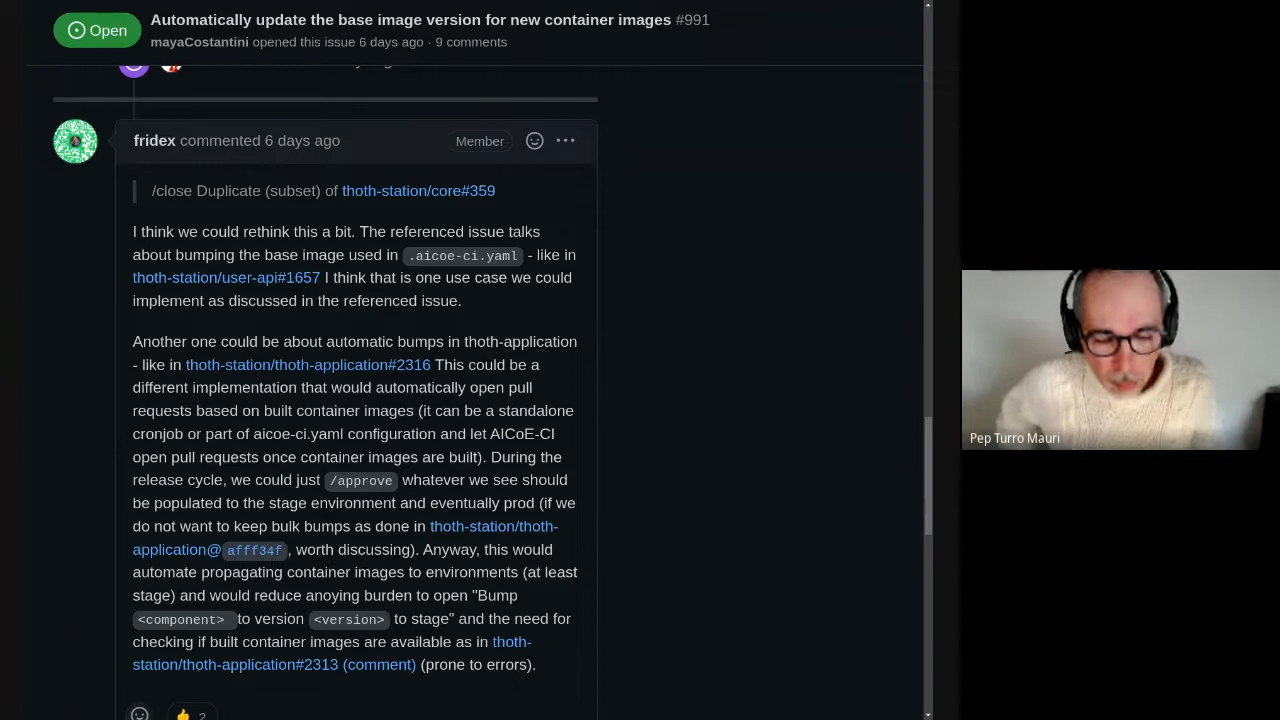 Open
Automatically update the base image version for new container images #991
mayaCostantini opened this issue 6 days ago · 9 comments
fridex commented 6 days ago
Member
/close Duplicate (subset) of thoth-station/core#359
I think we could rethink this a bit. The referenced issue talks
about bumping the base image used in .aicoe-ci.yaml - like in
thoth-station/user-api#1657 I think that is one use case we could
implement as discussed in the referenced issue.
Another one could be about automatic bumps in thoth-application
- like in thoth-station/thoth-application#2316 This could be a
different implementation that would automatically open pull
requests based on built container images (it can be a standalone
cronjob or part of aicoe-ci.yaml configuration and let AICoE-CI
open pull requests once container images are built). During the
release cycle, we could just /approve whatever we see should
be populated to the stage environment and eventually prod (if we
do not want to keep bulk bumps as done in thoth-station/thoth-
application@afff34f, worth discussing). Anyway, this would
automate propagating container images to environments (at least
stage) and would reduce anoying burden to open "Bump
<component> to version <version> to stage" and the need for
checking if built container images are available as in thoth-
station/thoth-application#2313 (comment) (prone to errors).
2
Pep Turro Mauri